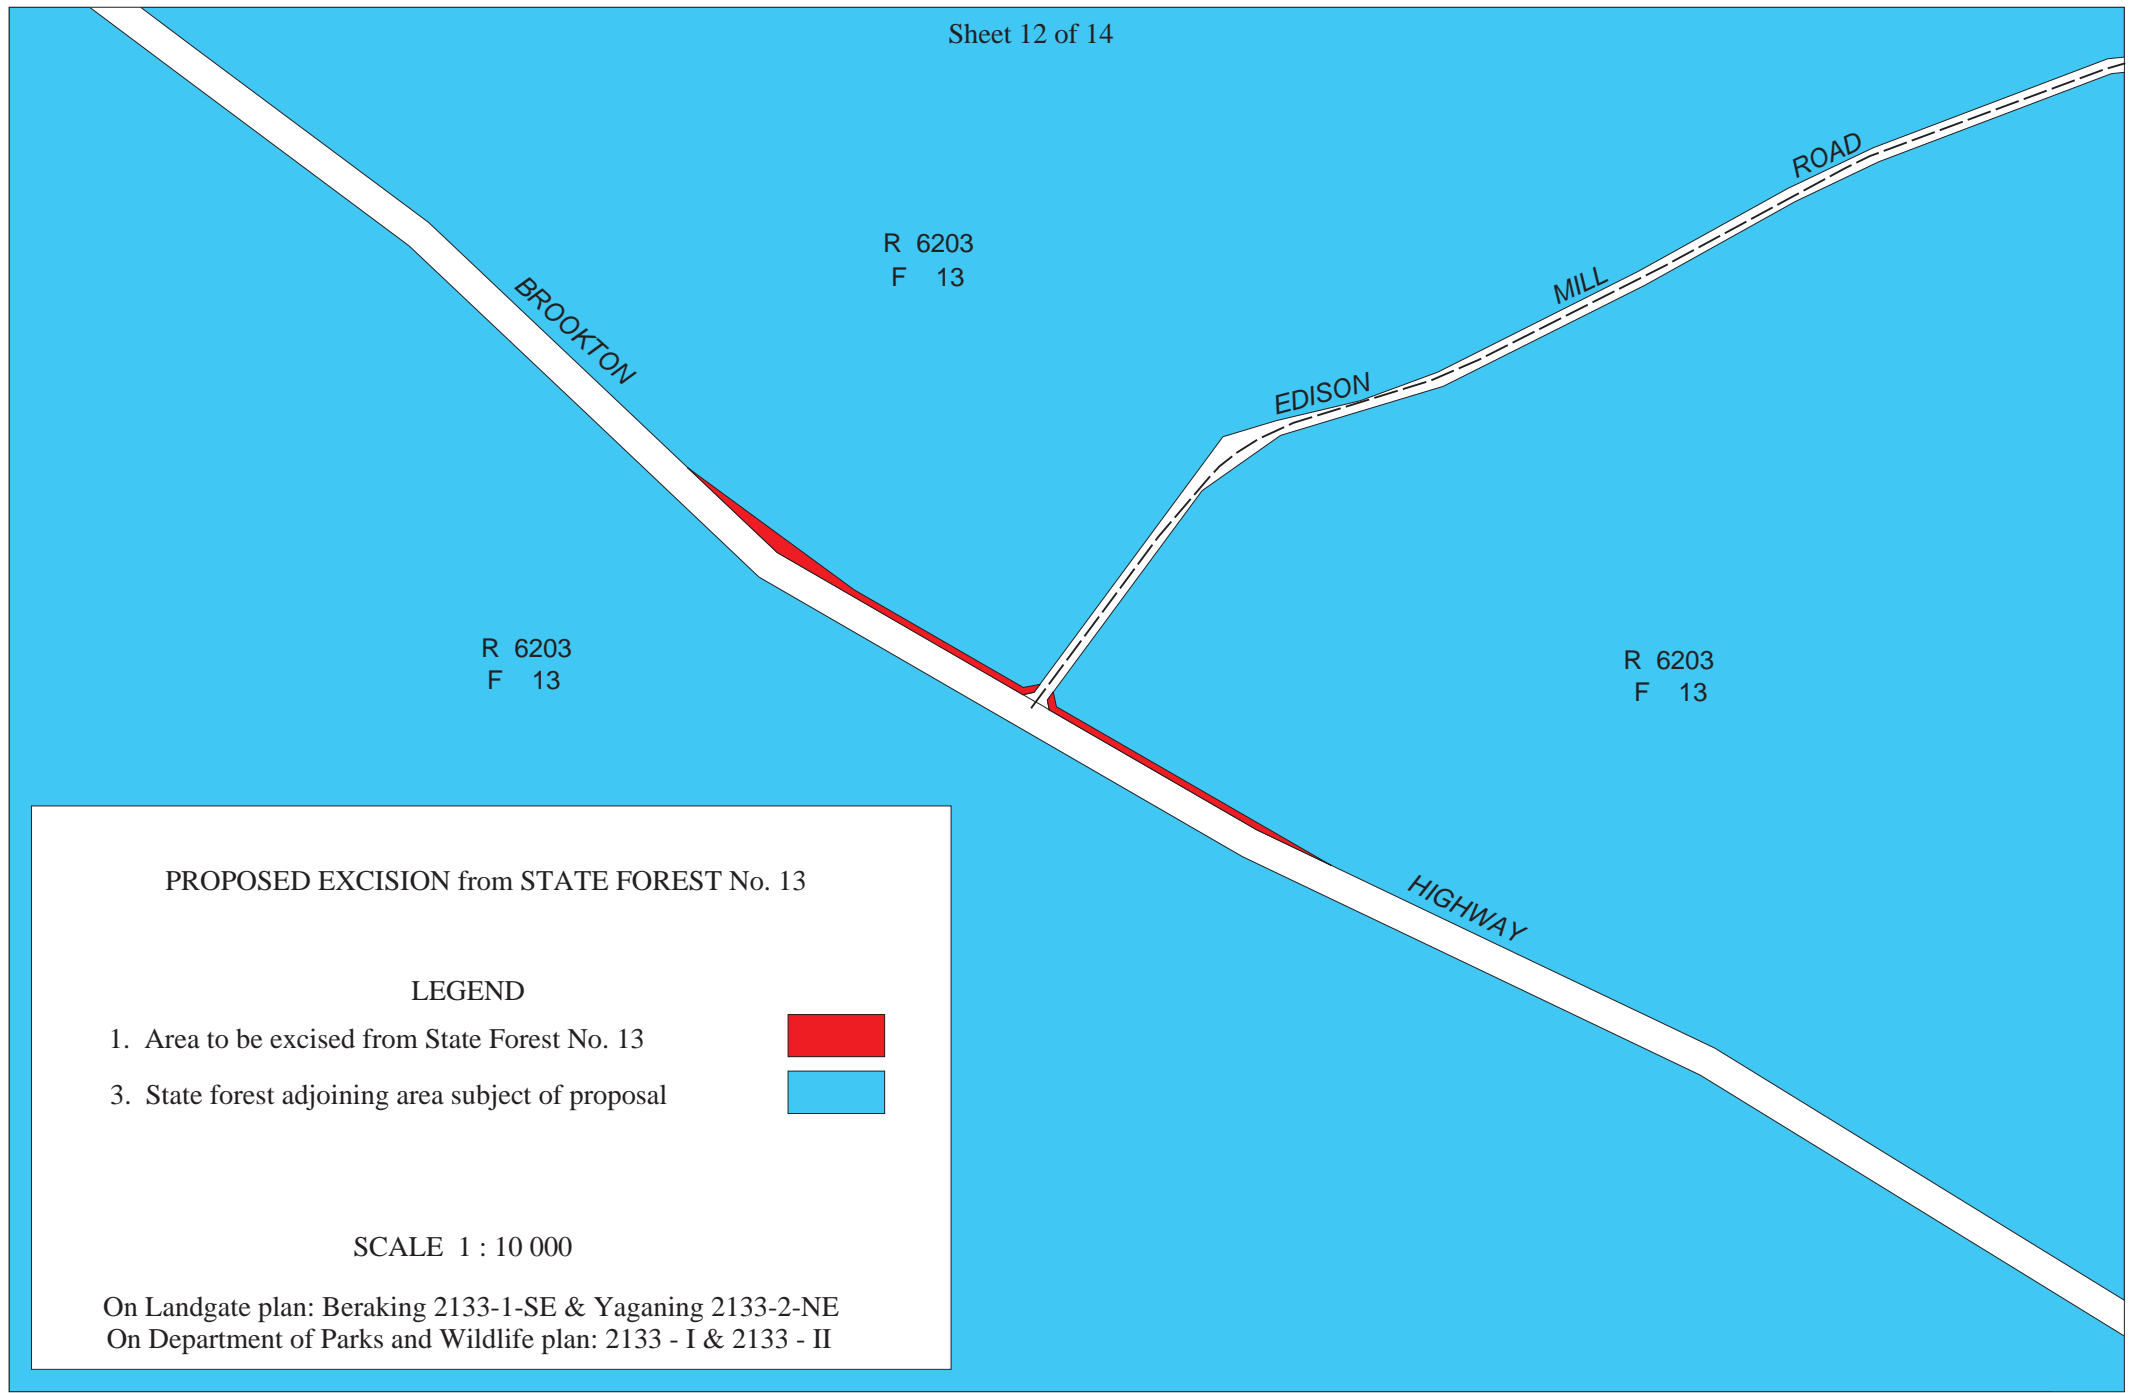 Sheet 12 of 14
ROAD
R 6203
F 13
MILL
BROOKTON
EDISON
R 6203
F 13
R 6203
F 13
HIGHWAY
PROPOSED EXCISION from STATE FOREST No. 13
LEGEND
1. Area to be excised from State Forest No. 13
3. State forest adjoining area subject of proposal
SCALE 1 : 10 000
On Landgate plan: Beraking 2133-1-SE & Yaganing 2133-2-NE
On Department of Parks and Wildlife plan: 2133 - I & 2133 - II